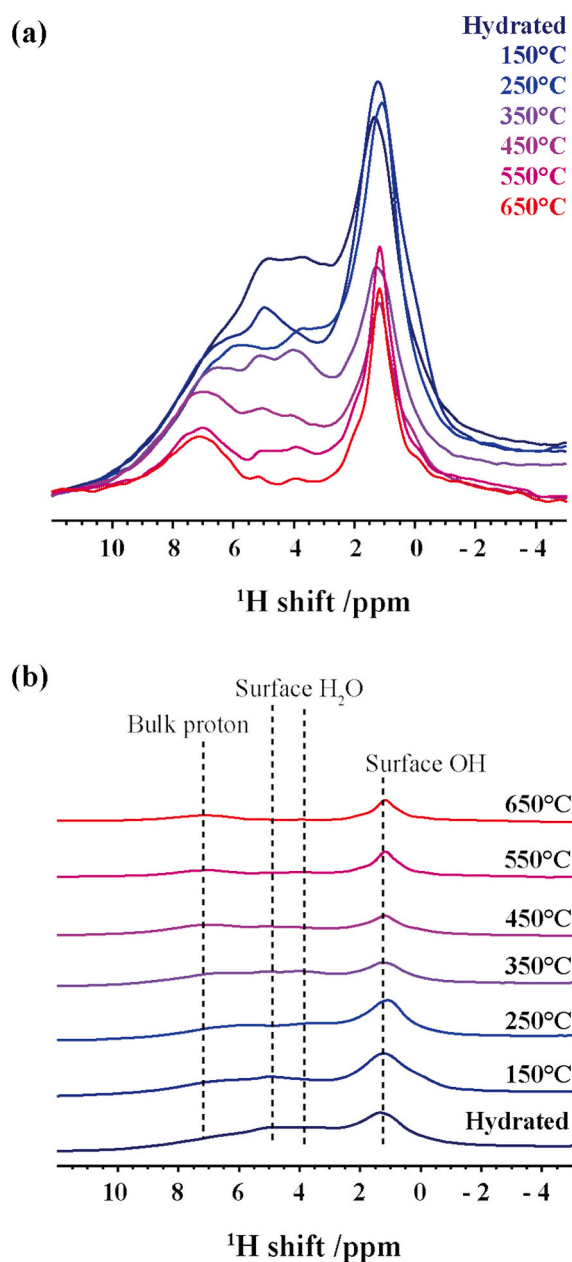 (a)
Hydrated
150°C
250°C
350°C
450°C
550°C
650°C
10 8 6 4 2 0 - 2 - 4
¹H shift /ppm
(b)
Surface H₂O
Bulk proton
Surface OH
650°C
550°C
450°C
350°C
250°C
150°C
Hydrated
10 8 6 4 2 0 - 2 - 4
¹H shift /ppm